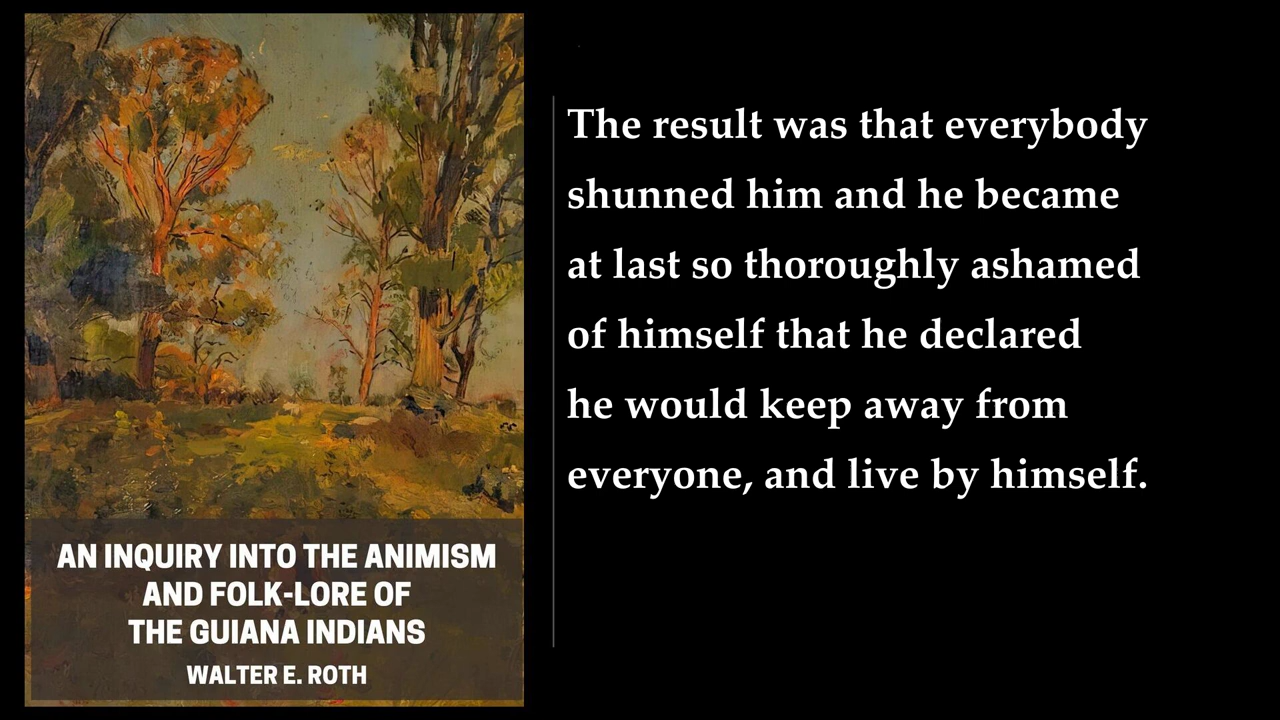 The result was that everybody
shunned him and he became
at last so thoroughly ashamed
of himself that he declared
he would keep away from
everyone, and live by himself.
AN INQUIRY INTO THE ANIMISM
AND FOLK-LORE OF
THE GUIANA INDIANS
WALTER E. ROTH